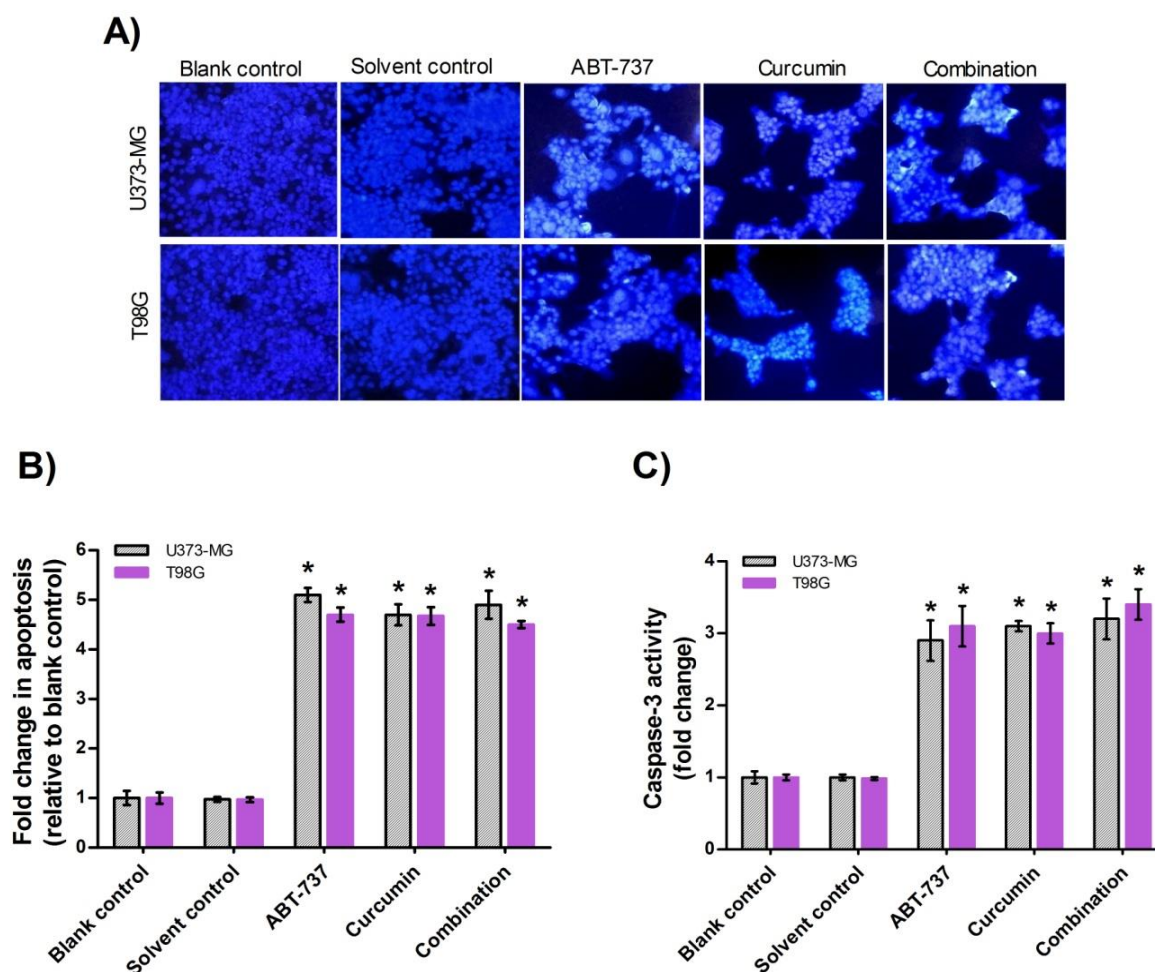 A)
Blank control
Solvent control
ABT-737
Curcumin
Combination
U373-MG
T98G
B)
Fold change in apoptosis
(relative to blank control)
6
5
4
3
2
1
0
U373-MG
T98G
* * * * * *
Blank control
Solvent control
ABT-737
Curcumin
Combination
C)
Caspase-3 activity
(fold change)
4
3
2
1
0
U373-MG
T98G
* * * * * *
Blank control
Solvent control
ABT-737
Curcumin
Combination